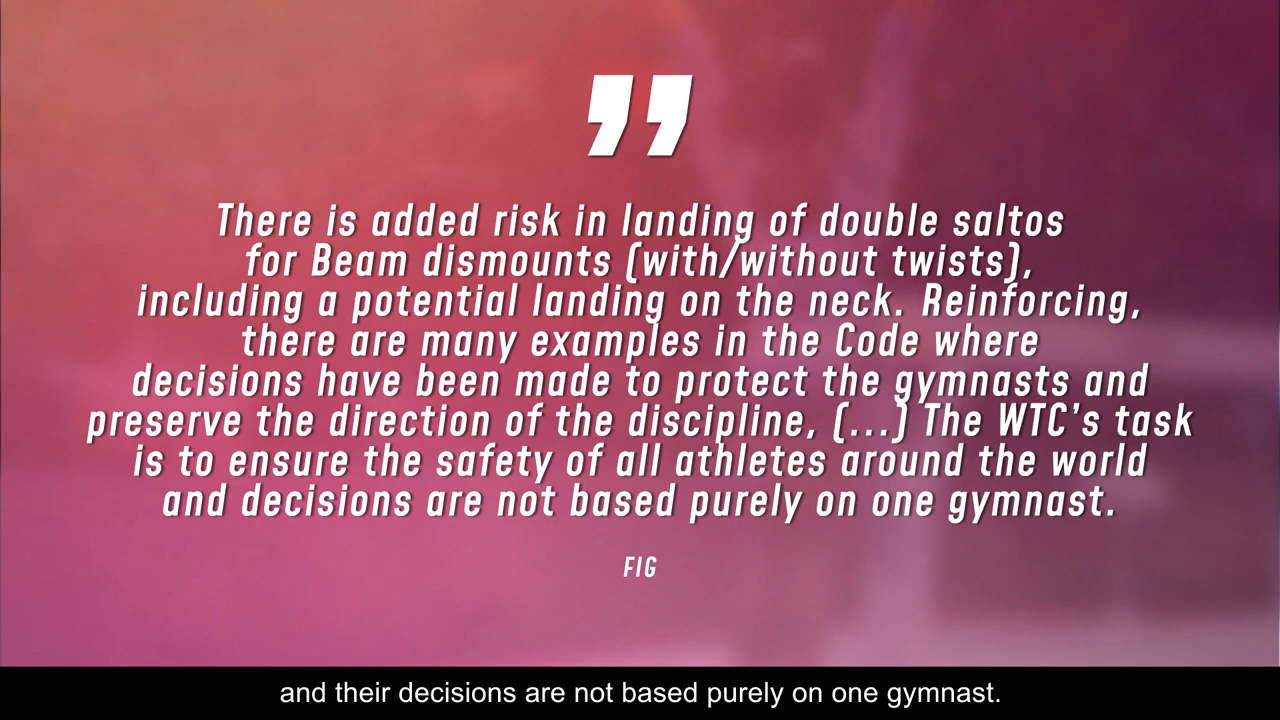 ”
There is added risk in landing of double saltos
for Beam dismounts (with/without twists),
including a potential landing on the neck. Reinforcing,
there are many examples in the Code where
decisions have been made to protect the gymnasts and
preserve the direction of the discipline, (...) The WTC’s task
is to ensure the safety of all athletes around the world
and decisions are not based purely on one gymnast.
FIG
and their decisions are not based purely on one gymnast.